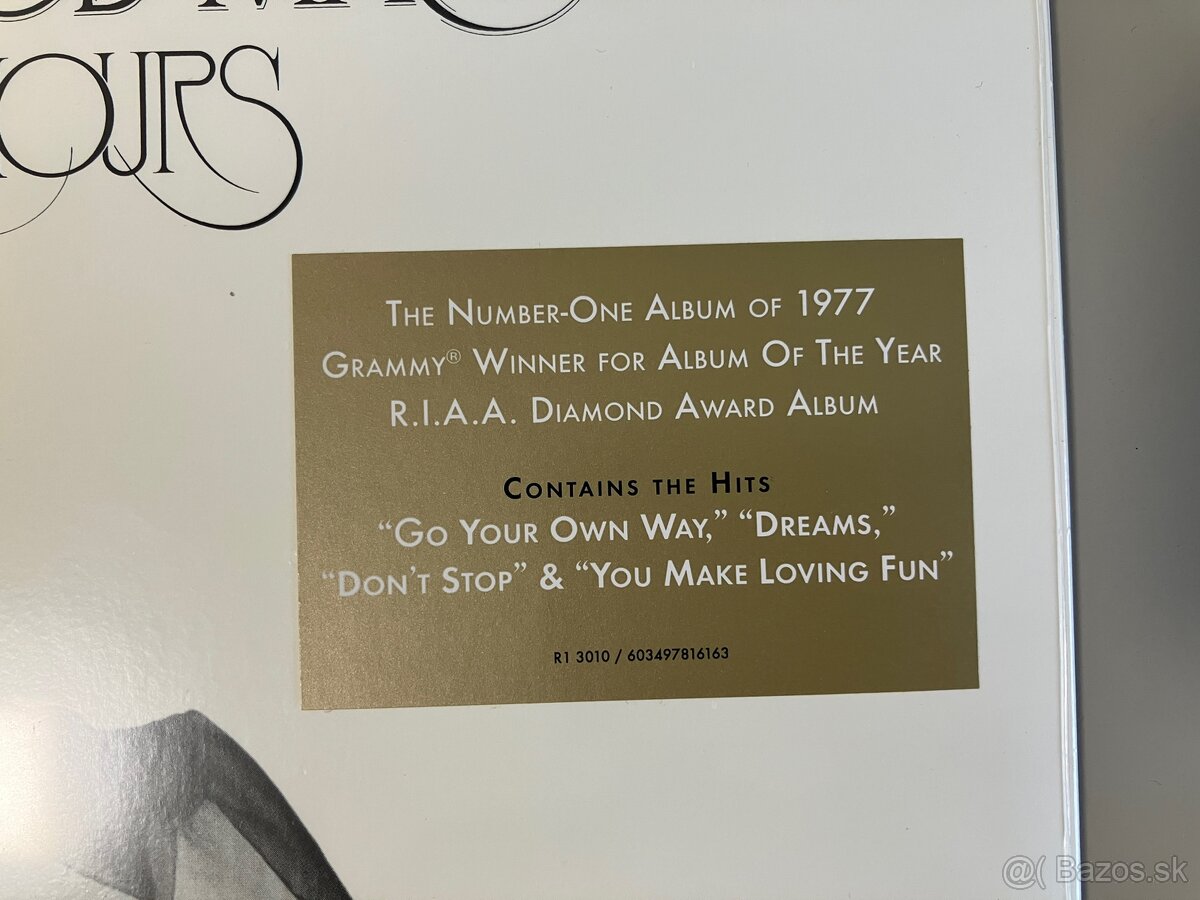 OURS
The Number-One Album of 1977
Grammy® Winner for Album Of The Year
R.I.A.A. Diamond Award Album
Contains the Hits
“Go Your Own Way,” “Dreams,”
“Don’t Stop” & “You Make Loving Fun”
R1 3010 / 603497816163
@( Bazos.sk